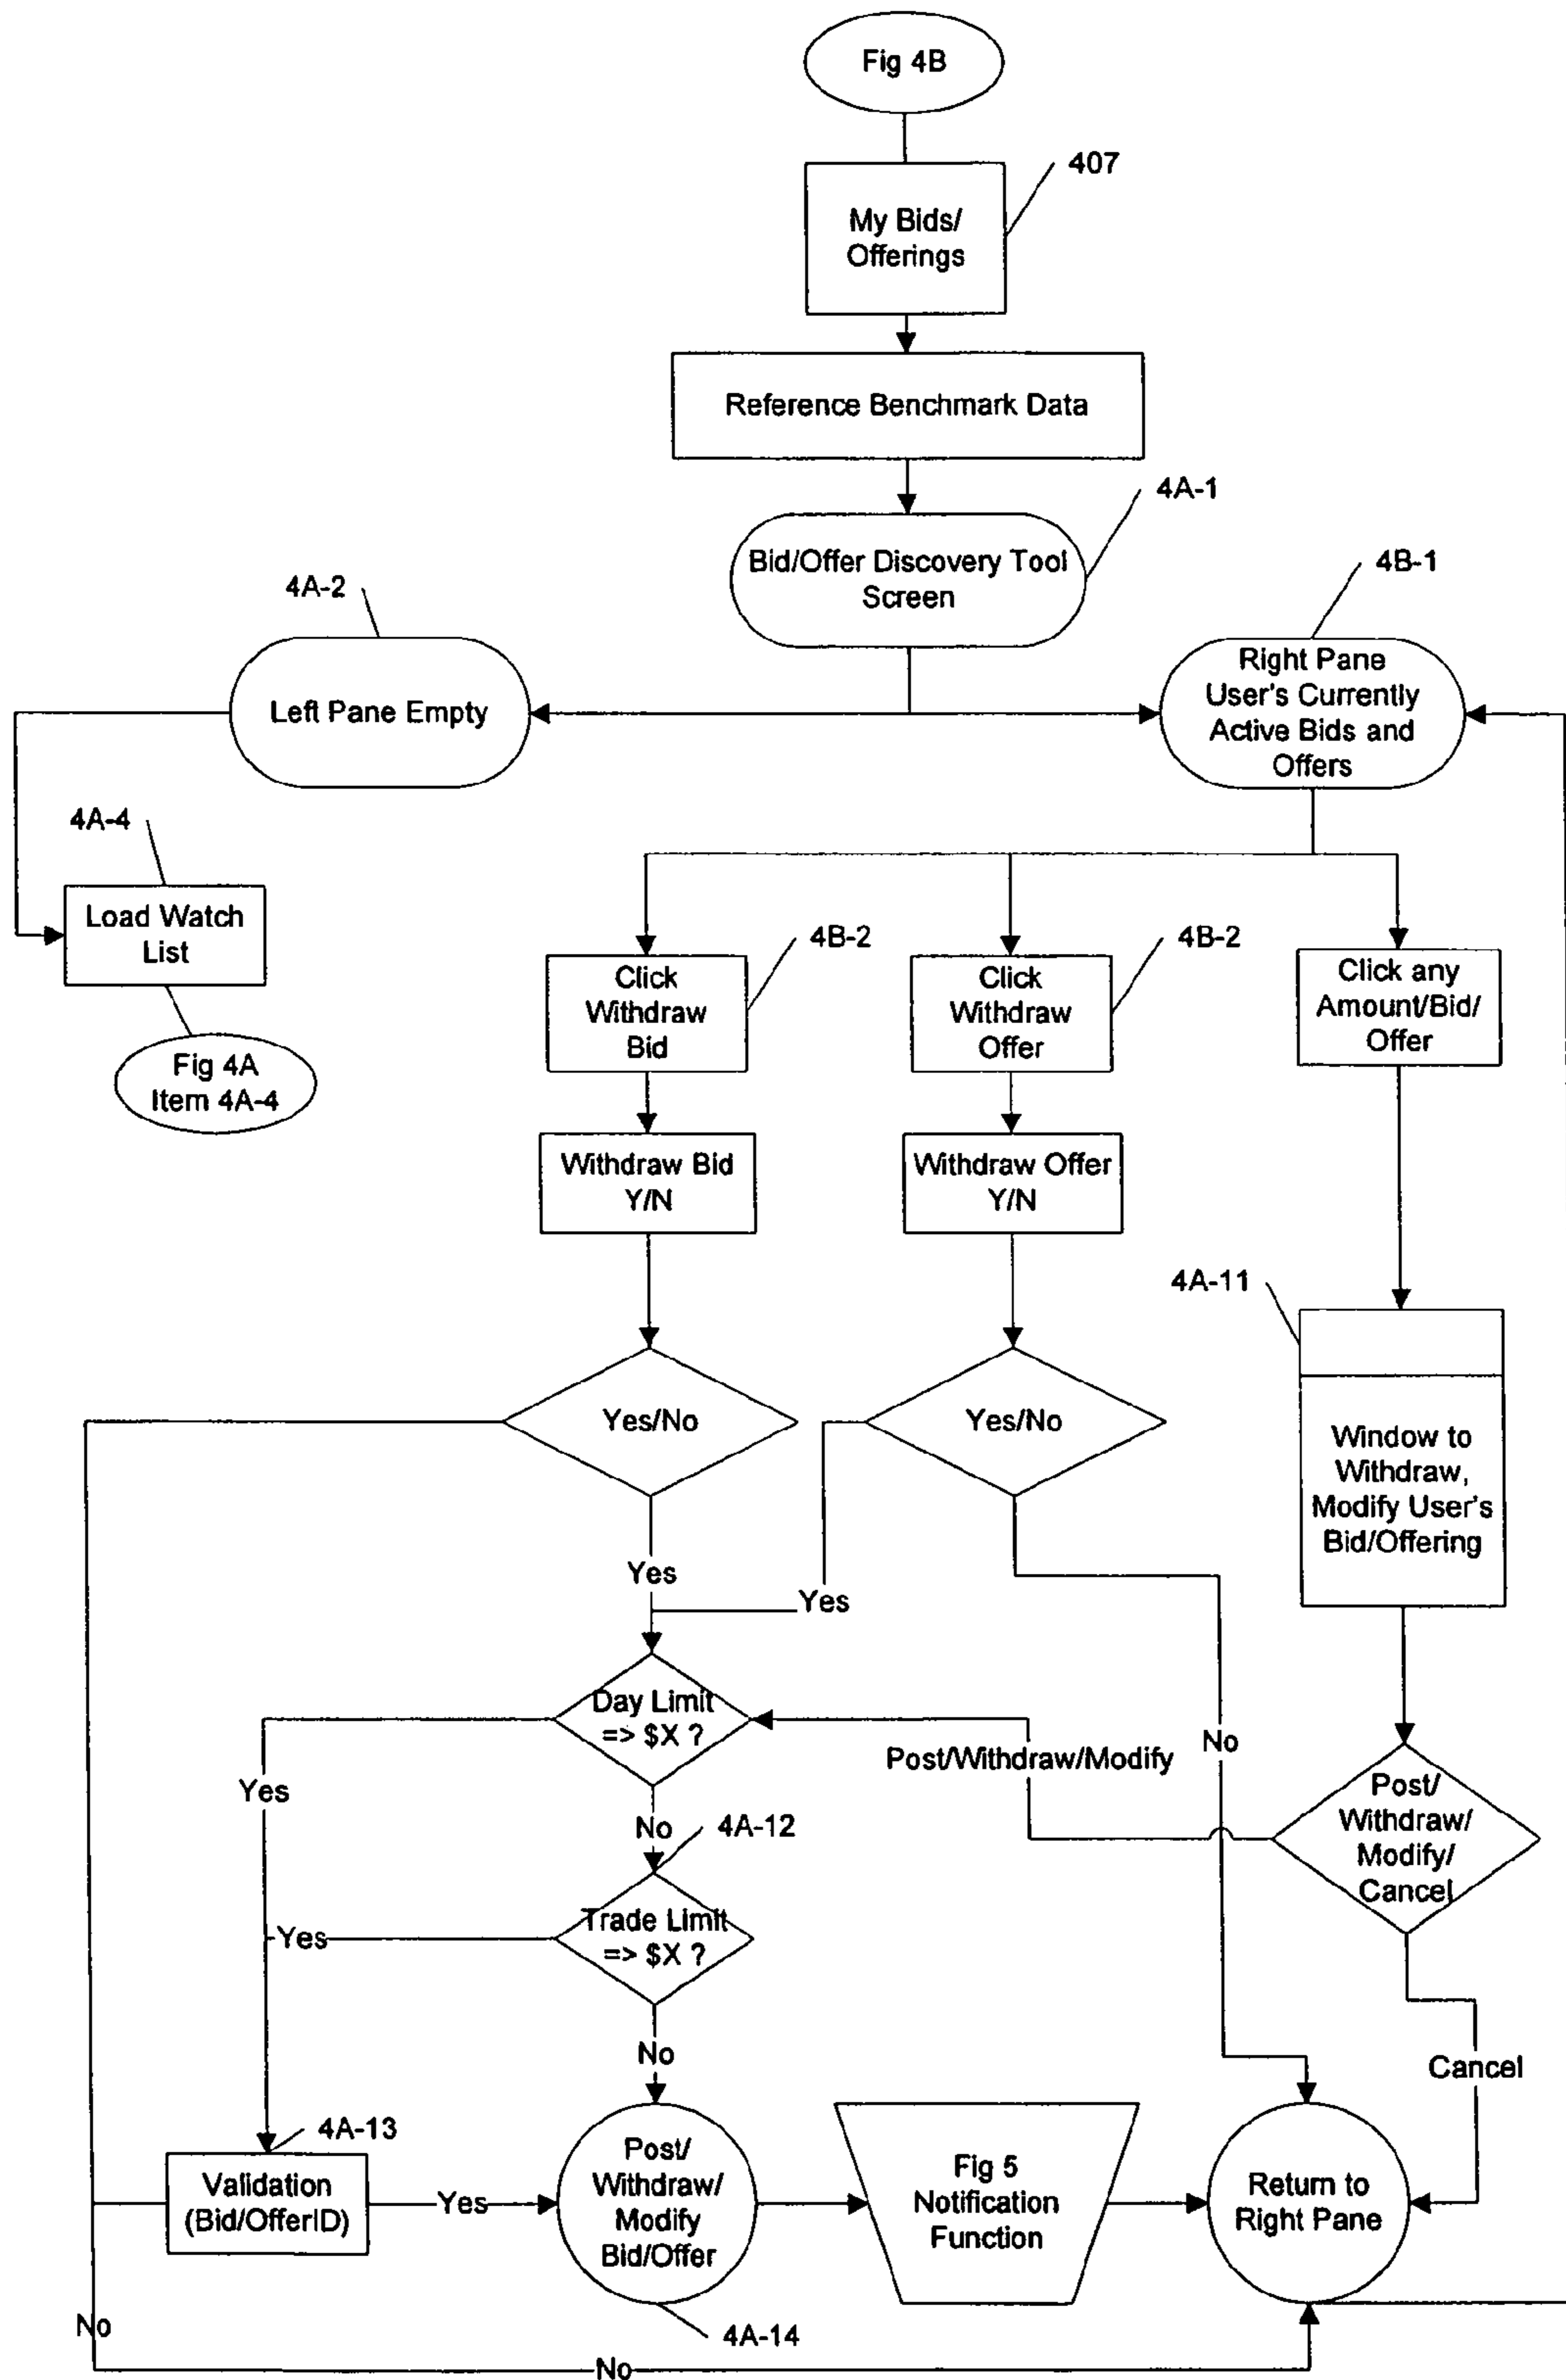 Fig 4B
407
My Bids/
Offerings
Reference Benchmark Data
4A-1
Bid/Offer Discovery Tool
Screen
4A-2
4B-1
Left Pane Empty
Right Pane
User's Currently
Active Bids and
Offers
4A-4
Load Watch
List
Fig 4A
Item 4A-4
4B-2
4B-2
Click
Withdraw
Bid
Click
Withdraw
Offer
Click any
Amount/Bid/
Offer
Withdraw Bid
Y/N
Withdraw Offer
Y/N
4A-11
Yes/No
Yes/No
Window to
Withdraw,
Modify User's
Bid/Offering
Yes
Yes
Day Limit
=> $X ?
Post/Withdraw/Modify
No
Yes
Post/
Withdraw/
Modify/
Cancel
No
4A-12
Trade Limit
=> $X ?
Yes
No
Cancel
4A-13
Validation
(Bid/OfferID)
Yes
Post/
Withdraw/
Modify
Bid/Offer
Fig 5
Notification
Function
Return to
Right Pane
No
4A-14
No